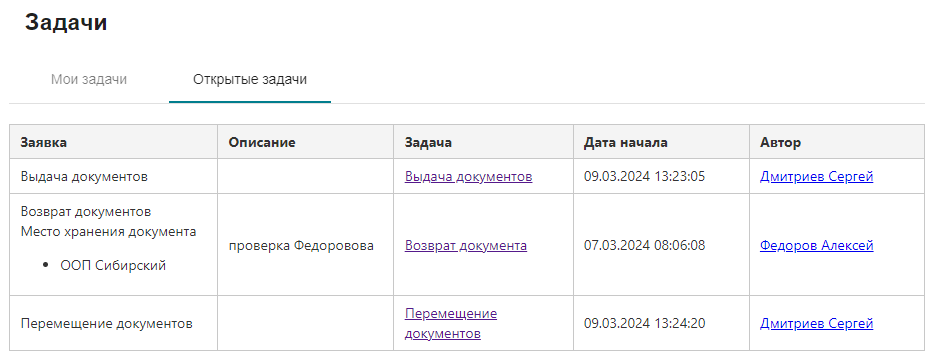 Задачи
Мои задачи
Открытые задачи
Заявка
Описание
Задача
Дата начала
Автор
Выдача документов
Выдача документов
09.03.2024 13:23:05
Дмитриев Сергей
Возврат документов
Место хранения документа
ООП Сибирский
проверка Федоровова
Возврат документа
07.03.2024 08:06:08
Федоров Алексей
Перемещение документов
Перемещение
документов
09.03.2024 13:24:20
Дмитриев Сергей